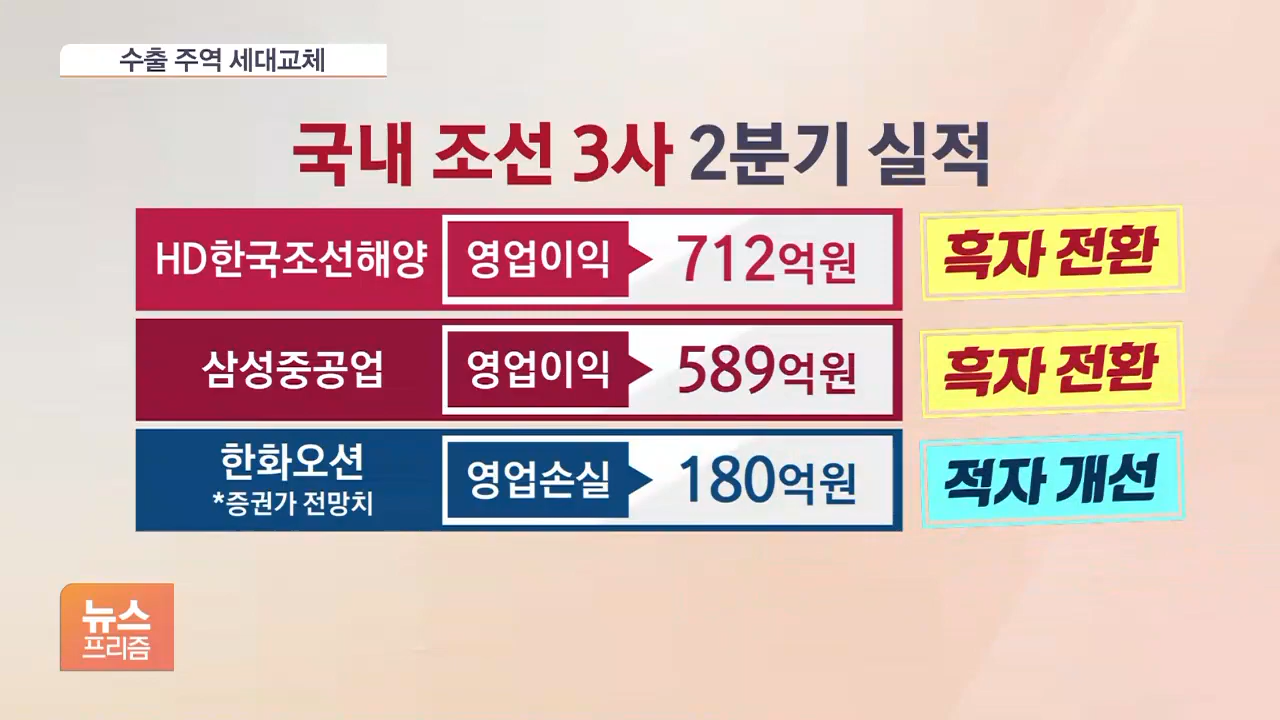 수출 주역 세대교체
국내 조선 3사 2분기 실적
HD한국조선해양 영업이익 712억원 흑자 전환
삼성중공업 영업이익 589억원 흑자 전환
한화오션 영업손실 180억원 적자 개선
*증권가 전망치
뉴스
프리즘